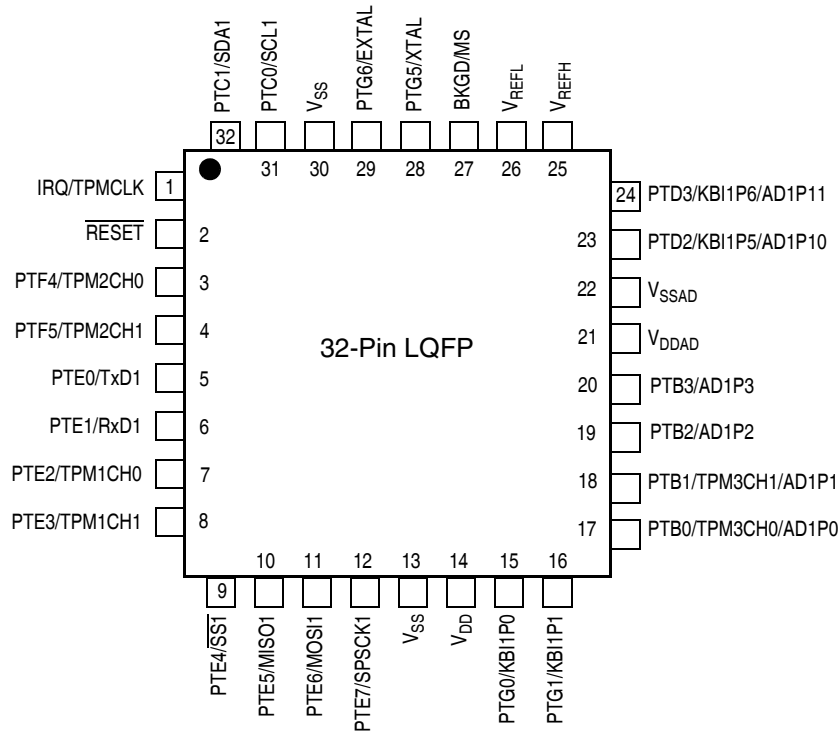 PTC1/SDA1
PTC0/SCL1
VSS
PTG6/EXTAL
PTG5/XTAL
BKGD/MS
VREFL
VREFH
32
31
30
29
28
27
26
25
IRQ/TPMCLK
1
RESET
2
PTF4/TPM2CH0
3
PTF5/TPM2CH1
4
PTE0/TxD1
5
PTE1/RxD1
6
PTE2/TPM1CH0
7
PTE3/TPM1CH1
8
32-Pin LQFP
24
PTD3/KBI1P6/AD1P11
23
PTD2/KBI1P5/AD1P10
22
VSSAD
21
VDDAD
20
PTB3/AD1P3
19
PTB2/AD1P2
18
PTB1/TPM3CH1/AD1P1
17
PTB0/TPM3CH0/AD1P0
9
10
11
12
13
14
15
16
PTE4/SS1
PTE5/MISO1
PTE6/MOSI1
PTE7/SPSCK1
VSS
VDD
PTG0/KBI1P0
PTG1/KBI1P1